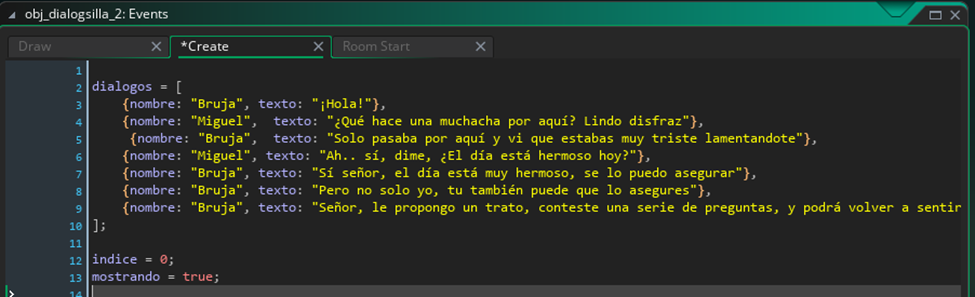 obj_dialogsilla_2: Events
Draw
*Create
Room Start
1
2 dialogos = [
3 {nombre: "Bruja", texto: "¡Hola!"},
4 {nombre: "Miguel", texto: "¿Qué hace una muchacha por aquí? Lindo disfraz"},
5 {nombre: "Bruja", texto: "Solo pasaba por aquí y vi que estabas muy triste lamentandote"},
6 {nombre: "Miguel", texto: "Ah.. sí, dime, ¿El día está hermoso hoy?"},
7 {nombre: "Bruja", texto: "Sí señor, el día está muy hermoso, se lo puedo asegurar"},
8 {nombre: "Bruja", texto: "Pero no solo yo, tu también puede que lo asegures"},
9 {nombre: "Bruja", texto: "Señor, le propongo un trato, conteste una serie de preguntas, y podrá volver a sentir
10 ];
11
12 indice = 0;
13 mostrando = true;
14